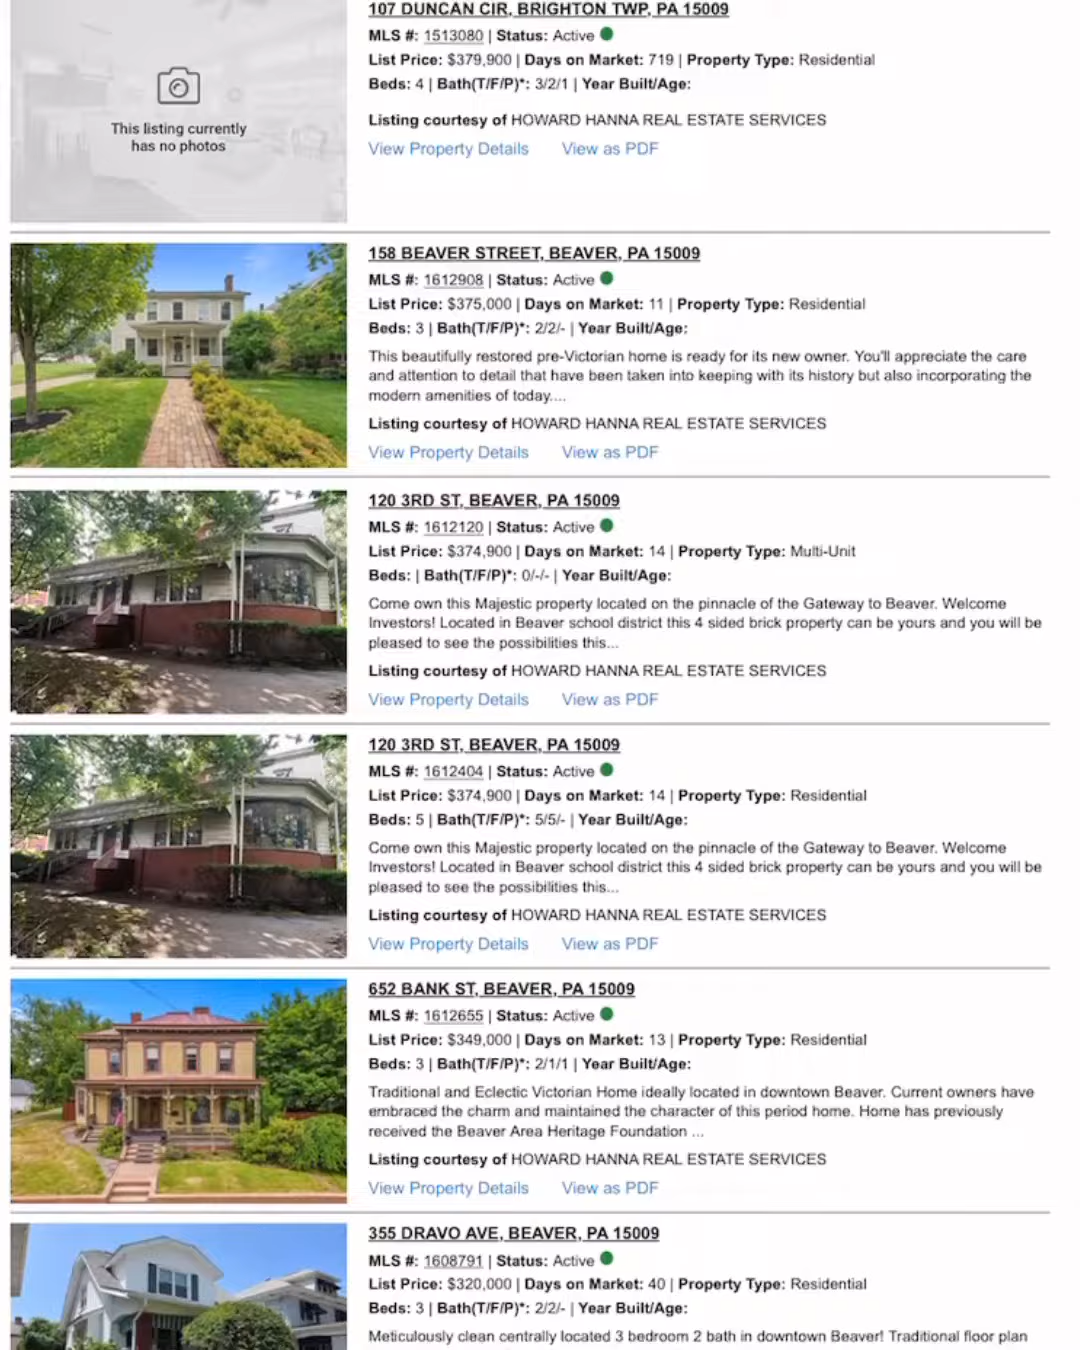 107 DUNCAN CIR, BRIGHTON TWP, PA 15009
MLS #: 1513080 | Status: Active
List Price: $379,900 | Days on Market: 719 | Property Type: Residential
Beds: 4 | Bath(T/F/P)*: 3/2/1 | Year Built/Age:
This listing currently
has no photos
Listing courtesy of HOWARD HANNA REAL ESTATE SERVICES
View Property Details View as PDF
158 BEAVER STREET, BEAVER, PA 15009
MLS #: 1612908 | Status: Active
List Price: $375,000 | Days on Market: 11 | Property Type: Residential
Beds: 3 | Bath(T/F/P)*: 2/2/- | Year Built/Age:
This beautifully restored pre-Victorian home is ready for its new owner. You'll appreciate the care
and attention to detail that have been taken into keeping with its history but also incorporating the
modern amenities of today....
Listing courtesy of HOWARD HANNA REAL ESTATE SERVICES
View Property Details View as PDF
120 3RD ST, BEAVER, PA 15009
MLS #: 1612120 | Status: Active
List Price: $374,900 | Days on Market: 14 | Property Type: Multi-Unit
Beds: | Bath(T/F/P)*: 0/-/- | Year Built/Age:
Come own this Majestic property located on the pinnacle of the Gateway to Beaver. Welcome
Investors! Located in Beaver school district this 4 sided brick property can be yours and you will be
pleased to see the possibilities this...
Listing courtesy of HOWARD HANNA REAL ESTATE SERVICES
View Property Details View as PDF
120 3RD ST, BEAVER, PA 15009
MLS #: 1612404 | Status: Active
List Price: $374,900 | Days on Market: 14 | Property Type: Residential
Beds: 5 | Bath(T/F/P)*: 5/5/- | Year Built/Age:
Come own this Majestic property located on the pinnacle of the Gateway to Beaver. Welcome
Investors! Located in Beaver school district this 4 sided brick property can be yours and you will be
pleased to see the possibilities this...
Listing courtesy of HOWARD HANNA REAL ESTATE SERVICES
View Property Details View as PDF
652 BANK ST, BEAVER, PA 15009
MLS #: 1612655 | Status: Active
List Price: $349,000 | Days on Market: 13 | Property Type: Residential
Beds: 3 | Bath(T/F/P)*: 2/1/1 | Year Built/Age:
Traditional and Eclectic Victorian Home ideally located in downtown Beaver. Current owners have
embraced the charm and maintained the character of this period home. Home has previously
received the Beaver Area Heritage Foundation ...
Listing courtesy of HOWARD HANNA REAL ESTATE SERVICES
View Property Details View as PDF
355 DRAVO AVE, BEAVER, PA 15009
MLS #: 1608791 | Status: Active
List Price: $320,000 | Days on Market: 40 | Property Type: Residential
Beds: 3 | Bath(T/F/P)*: 2/2/- | Year Built/Age:
Meticulously clean centrally located 3 bedroom 2 bath in downtown Beaver! Traditional floor plan